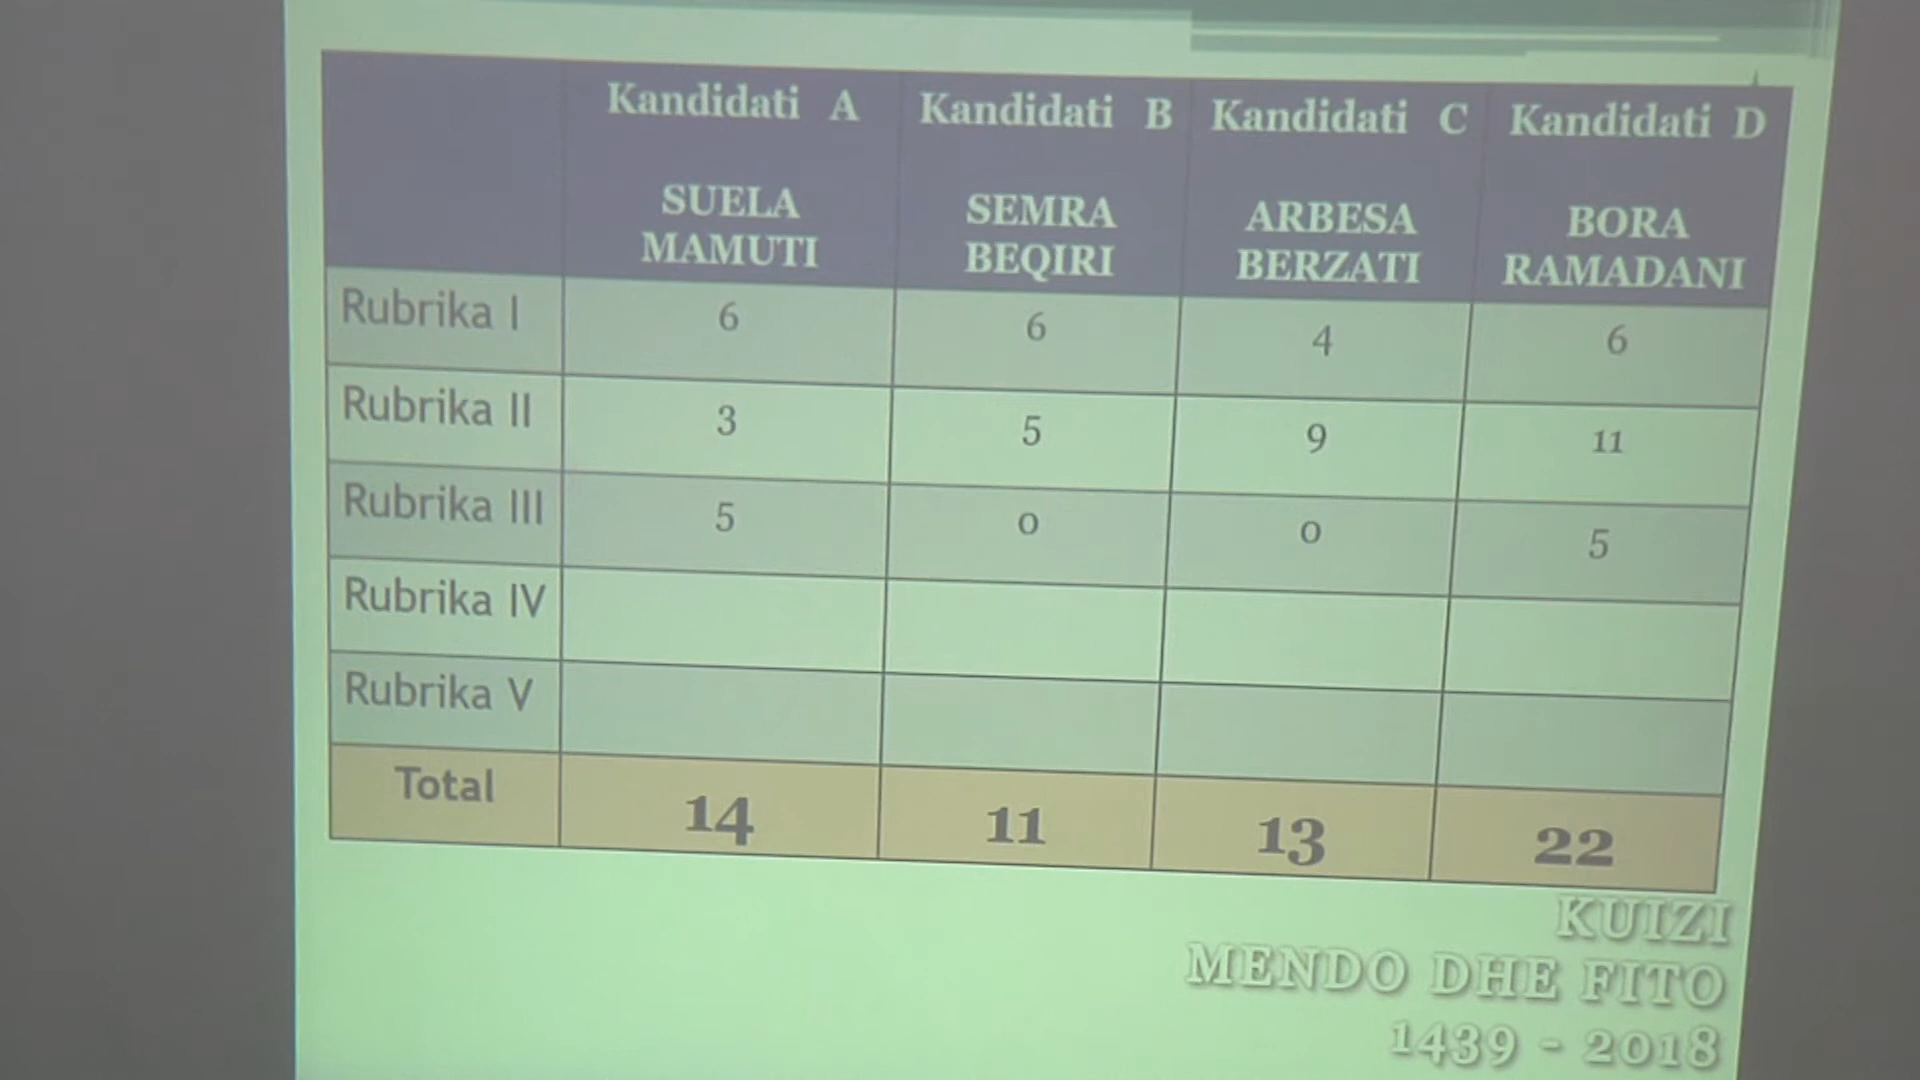 Kandidati A Kandidati B Kandidati C Kandidati D
SUELA SEMRA ARBESA BORA
MAMUTI BEQIRI BERZATI RAMADANI
Rubrika I 6 6 4 6
Rubrika II 3 5 9 11
Rubrika III 5 0 0 5
Rubrika IV
Rubrika V
Total 14 11 13 22
KUIZI
MENDO DHE FITO
1439 - 2018